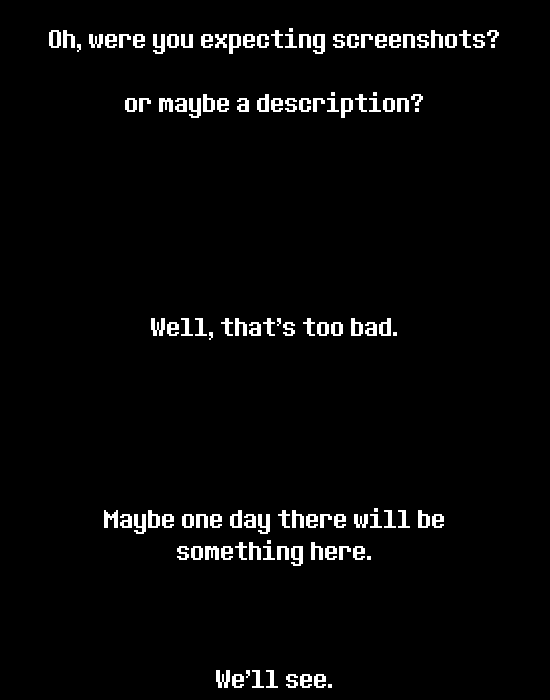 Oh, were you expecting screenshots?
or maybe a description?
Well, that's too bad.
Maybe one day there will be
something here.
We'll see.